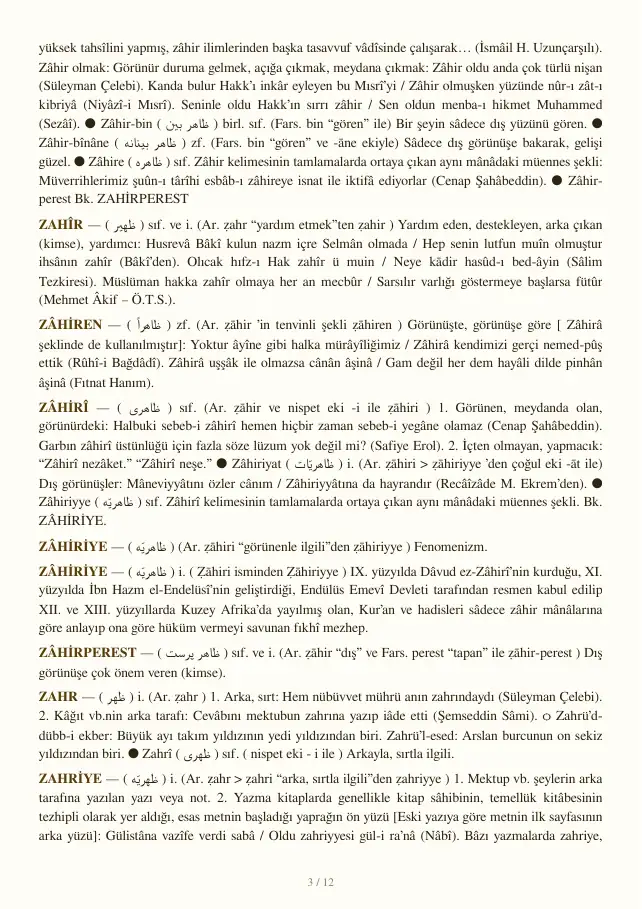 yüksek tahsîlini yapmış, zâhir ilimlerinden başka tasavvuf vâdîsinde çalışarak… (İsmâil H. Uzunçarşılı).
Zâhir olmak: Görünür duruma gelmek, açığa çıkmak, meydana çıkmak: Zâhir oldu anda çok türlü nişan
(Süleyman Çelebi). Kanda bulur Hakk’ı inkâr eyleyen bu Mısrî’yi / Zâhir olmuşken yüzünde nûr-ı zât-ı
kibriyâ (Niyâzî-i Mısrî). Seninle oldu Hakk’ın sırrı zâhir / Sen oldun menba-ı hikmet Muhammed
(Sezâî). ● Zâhir-bin ( ظاهر بين ) birl. sıf. (Fars. bin “gören” ile) Bir şeyin sâdece dış yüzünü gören. ●
Zâhir-bînâne ( ظاهر بينانه ) zf. (Fars. bin “gören” ve -āne ekiyle) Sâdece dış görünüşe bakarak, gelişi
güzel. ● Zâhire ( ظاهره ) sıf. Zâhir kelimesinin tamlamalarda ortaya çıkan aynı mânâdaki müennes şekli:
Müverrihlerimiz şuûn-ı târîhi esbâb-ı zâhireye isnat ile iktifâ ediyorlar (Cenap Şahâbeddin). ● Zâhir-
perest Bk. ZAHİRPEREST
ZAHÎR — ( ظهير ) sıf. ve i. (Ar. ẓahr “yardım etmek”ten ẓahіr ) Yardım eden, destekleyen, arka çıkan
(kimse), yardımcı: Husrevâ Bâkî kulun nazm içre Selmân olmada / Hep senin lutfun muîn olmuştur
ihsânın zahîr (Bâkî’den). Olıcak hıfz-ı Hak zahîr ü muin / Neye kādir hasûd-ı bed-âyin (Sâlim
Tezkiresi). Müslüman hakka zahîr olmaya her an mecbûr / Sarsılır varlığı göstermeye başlarsa fütûr
(Mehmet Âkif – Ö.T.S.).
ZÂHİREN — ( ظاهراً ) zf. (Ar. ẓāhir ’in tenvinli şekli ẓāhiren ) Görünüşte, görünüşe göre [ Zâhirâ
şeklinde de kullanılmıştır]: Yoktur âyîne gibi halka mürâyîliğimiz / Zâhirâ kendimizi gerçi nemed-pûş
ettik (Rûhî-i Bağdâdî). Zâhirâ uşşâk ile olmazsa cânân âşinâ / Gam değil her dem hayâli dilde pinhân
âşinâ (Fıtnat Hanım).
ZÂHİRÎ — ( ظاهرى ) sıf. (Ar. ẓāhir ve nispet eki -і ile ẓāhirі ) 1. Görünen, meydanda olan,
görünürdeki: Halbuki sebeb-i zâhirî hemen hiçbir zaman sebeb-i yegâne olamaz (Cenap Şahâbeddin).
Garbın zâhirî üstünlüğü için fazla söze lüzum yok değil mi? (Safiye Erol). 2. İçten olmayan, yapmacık:
“Zâhirî nezâket.” “Zâhirî neşe.” ● Zâhiriyat ( ظاهريّات ) i. (Ar. ẓāhirі > ẓāhiriyye ’den çoğul eki -āt ile)
Dış görünüşler: Mâneviyyâtını özler cânım / Zâhiriyyâtına da hayrandır (Recâîzâde M. Ekrem’den). ●
Zâhiriyye ( ظاهريّه ) sıf. Zâhirî kelimesinin tamlamalarda ortaya çıkan aynı mânâdaki müennes şekli. Bk.
ZÂHİRİYE.
ZÂHİRİYE — ( ظاهريّه ) (Ar. ẓāhiri “görünenle ilgili”den ẓāhiriyye ) Fenomenizm.
ZÂHİRİYE — ( ظاهريّه ) i. ( Ẓāhiri isminden Ẓāhiriyye ) IX. yüzyılda Dâvud ez-Zâhirî’nin kurduğu, XI.
yüzyılda İbn Hazm el-Endelüsî’nin geliştirdiği, Endülüs Emevî Devleti tarafından resmen kabul edilip
XII. ve XIII. yüzyıllarda Kuzey Afrika’da yayılmış olan, Kur’an ve hadisleri sâdece zâhir mânâlarına
göre anlayıp ona göre hüküm vermeyi savunan fıkhî mezhep.
ZÂHİRPEREST — ( ظاهر پرست ) sıf. ve i. (Ar. ẓāhir “dış” ve Fars. perest “tapan” ile ẓāhir-perest ) Dış
görünüşe çok önem veren (kimse).
ZAHR — ( ظهر ) i. (Ar. ẓahr ) 1. Arka, sırt: Hem nübüvvet mührü anın zahrındaydı (Süleyman Çelebi).
2. Kâğıt vb.nin arka tarafı: Cevâbını mektubun zahrına yazıp iâde etti (Şemseddin Sâmi). ○ Zahrü’d-
dübb-i ekber: Büyük ayı takım yıldızının yedi yıldızından biri. Zahrü’l-esed: Arslan burcunun on sekiz
yıldızından biri. ● Zahrî ( ظهرى ) sıf. ( nispet eki - і ile ) Arkayla, sırtla ilgili.
ZAHRİYE — ( ظهريّه ) i. (Ar. ẓahr > ẓahri “arka, sırtla ilgili”den ẓahriyye ) 1. Mektup vb. şeylerin arka
tarafına yazılan yazı veya not. 2. Yazma kitaplarda genellikle kitap sâhibinin, temellük kitâbesinin
tezhipli olarak yer aldığı, esas metnin başladığı yaprağın ön yüzü [Eski yazıya göre metnin ilk sayfasının
arka yüzü]: Gülistâna vazîfe verdi sabâ / Oldu zahriyyesi gül-i ra’nâ (Nâbî). Bâzı yazmalarda zahriye,
3 / 12